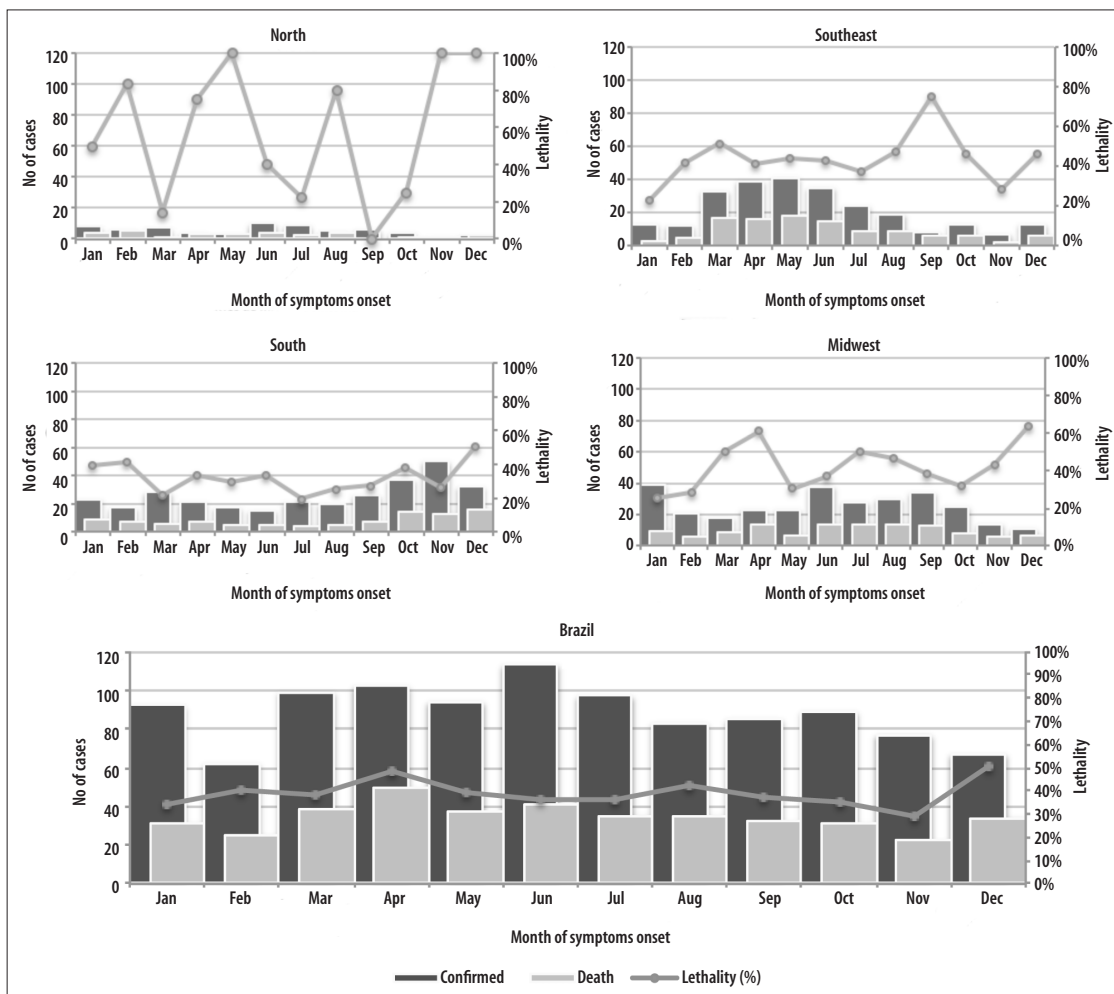 North
120
100
80
60
40
20
0
No of cases
100%
80%
60%
40%
20%
0%
Lethality
Jan Feb Mar Apr May Jun Jul Aug Sep Oct Nov Dec
Month of symptoms onset
Southeast
120
100
80
60
40
20
0
No of cases
100%
80%
60%
40%
20%
0%
Lethality
Jan Feb Mar Apr May Jun Jul Aug Sep Oct Nov Dec
Month of symptoms onset
South
120
100
80
60
40
20
0
No of cases
100%
80%
60%
40%
20%
0%
Lethality
Jan Feb Mar Apr May Jun Jul Aug Sep Oct Nov Dec
Month of symptoms onset
Midwest
120
100
80
60
40
20
0
No of cases
100%
80%
60%
40%
20%
0%
Lethality
Jan Feb Mar Apr May Jun Jul Aug Sep Oct Nov Dec
Month of symptoms onset
Brazil
120
100
80
60
40
20
0
No of cases
100%
90%
80%
70%
60%
50%
40%
30%
20%
10%
0%
Lethality
Jan Feb Mar Apr May Jun Jul Aug Sep Oct Nov Dec
Month of symptoms onset
Confirmed Death Lethality (%)